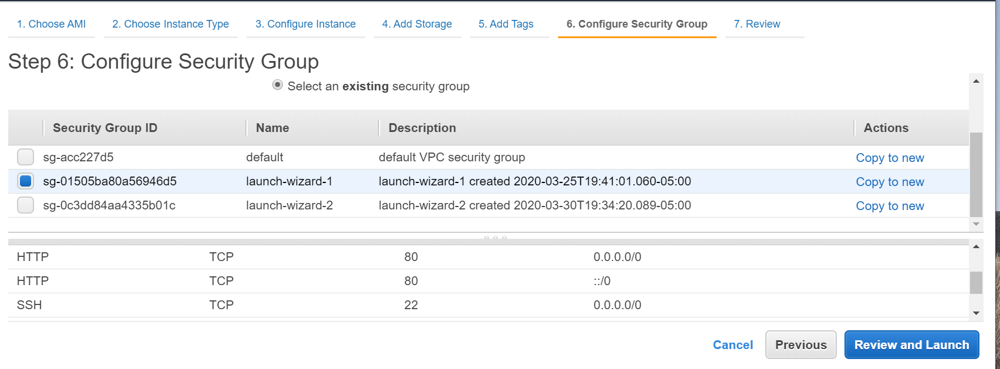 1. Choose AMI 2. Choose Instance Type 3. Configure Instance 4. Add Storage 5. Add Tags 6. Configure Security Group 7. Review
Step 6: Configure Security Group
Select an existing security group
Security Group ID Name Description Actions
sg-acc227d5 default default VPC security group Copy to new
sg-01505ba80a56946d5 launch-wizard-1 launch-wizard-1 created 2020-03-25T19:41:01.060-05:00 Copy to new
sg-0c3dd84aa4335b01c launch-wizard-2 launch-wizard-2 created 2020-03-30T19:34:20.089-05:00 Copy to new
HTTP TCP 80 0.0.0.0/0
HTTP TCP 80 ::/0
SSH TCP 22 0.0.0.0/0
Cancel Previous Review and Launch